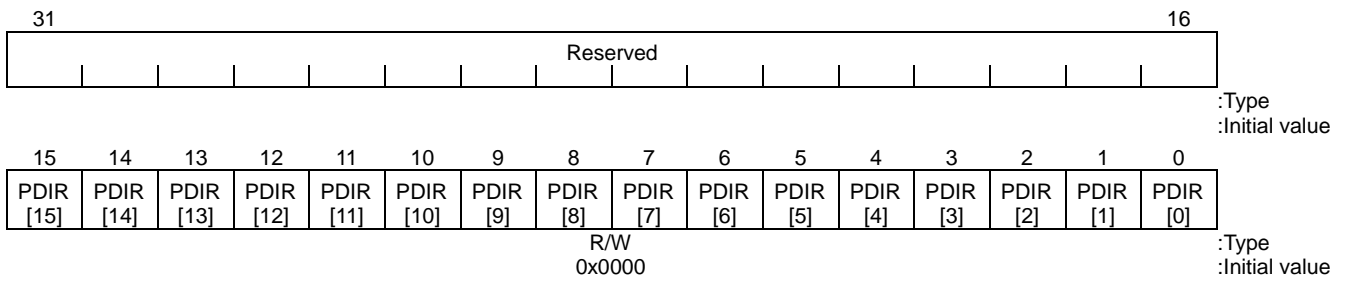 31 16
Reserved
:Type
:Initial value
15 14 13 12 11 10 9 8 7 6 5 4 3 2 1 0
PDIR PDIR PDIR PDIR PDIR PDIR PDIR PDIR PDIR PDIR PDIR PDIR PDIR PDIR PDIR PDIR
[15] [14] [13] [12] [11] [10] [9] [8] [7] [6] [5] [4] [3] [2] [1] [0]
R/W :Type
0x0000 :Initial value